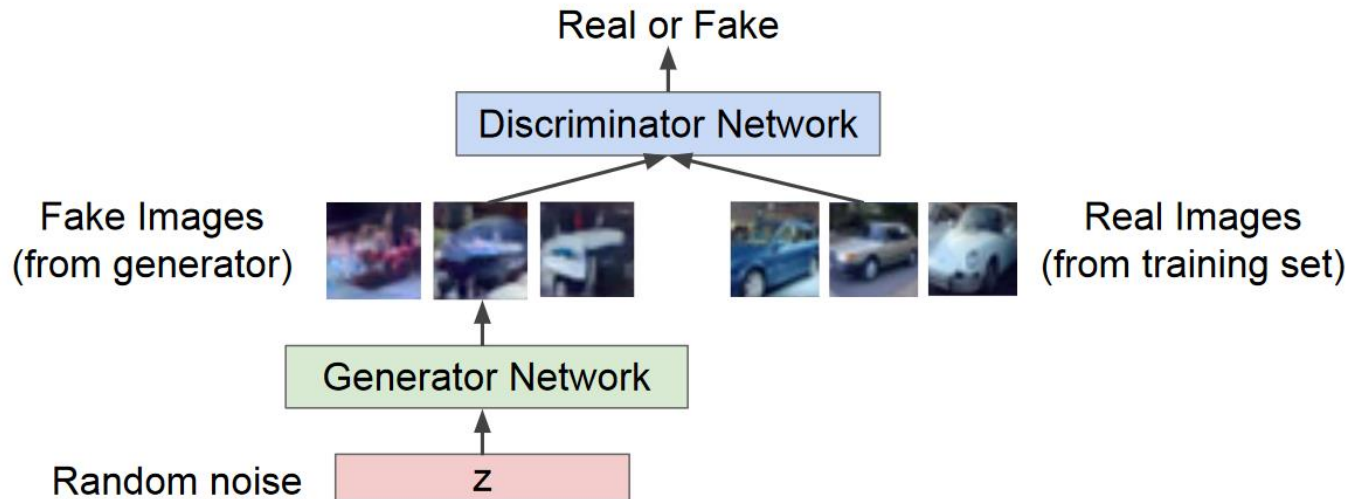 Real or Fake
Discriminator Network
Fake Images
(from generator)
Real Images
(from training set)
Generator Network
Random noise
z